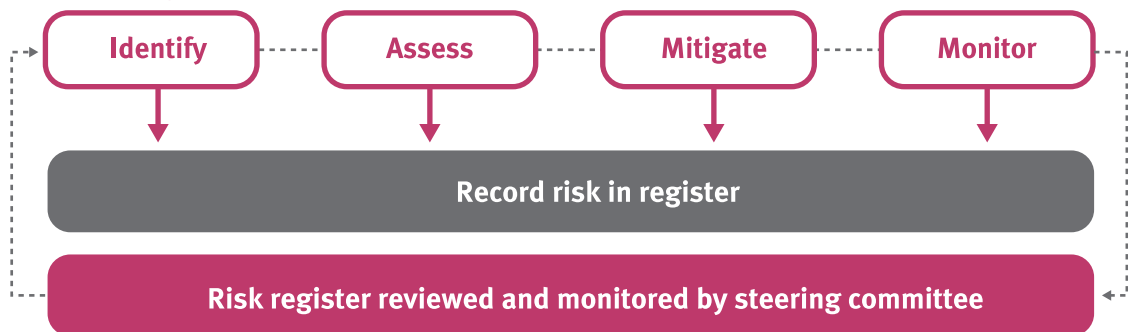 Identify
Assess
Mitigate
Monitor
Record risk in register
Risk register reviewed and monitored by steering committee